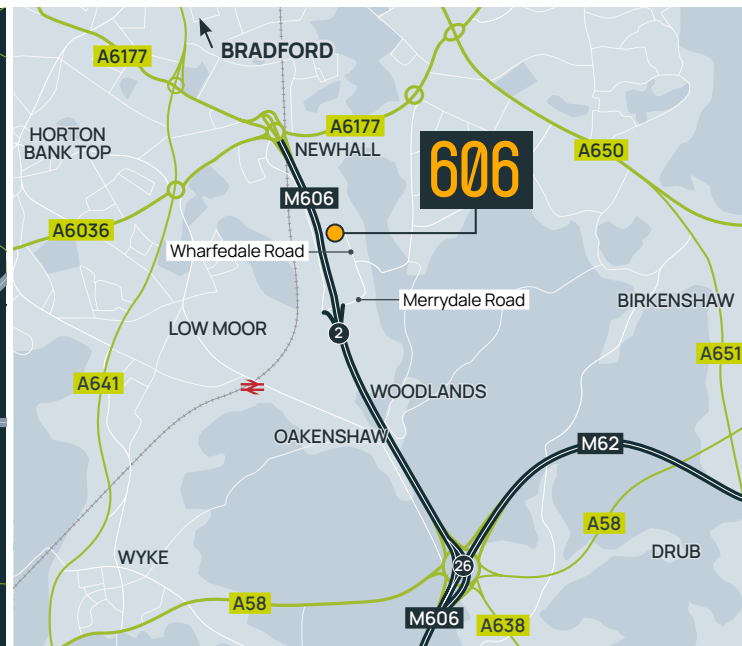 BRADFORD
A6177
A6177
HORTON
BANK TOP
NEWHALL
606
A650
M606
A6036
Wharfedale Road
Merrydale Road
BIRKENSHAW
LOW MOOR
2
A651
A641
WOODLANDS
OAKENSHAW
M62
A58
DRUB
WYKE
26
A58
M606
A638